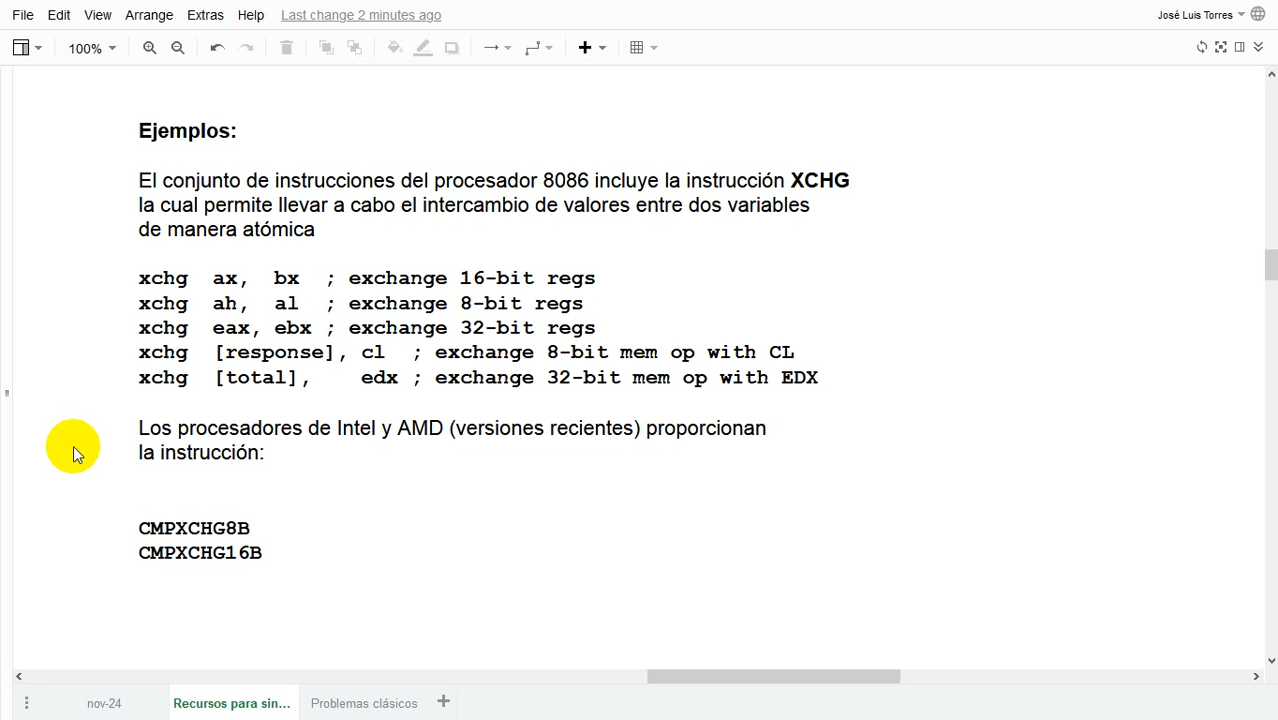 File Edit View Arrange Extras Help Last change 2 minutes ago José Luis Torres
100%
Ejemplos:
El conjunto de instrucciones del procesador 8086 incluye la instrucción XCHG
la cual permite llevar a cabo el intercambio de valores entre dos variables
de manera atómica
xchg ax, bx ; exchange 16-bit regs
xchg ah, al ; exchange 8-bit regs
xchg eax, ebx ; exchange 32-bit regs
xchg [response], cl ; exchange 8-bit mem op with CL
xchg [total], edx ; exchange 32-bit mem op with EDX
Los procesadores de Intel y AMD (versiones recientes) proporcionan
la instrucción:
CMPXCHG8B
CMPXCHG16B
nov-24 Recursos para sin... Problemas clásicos